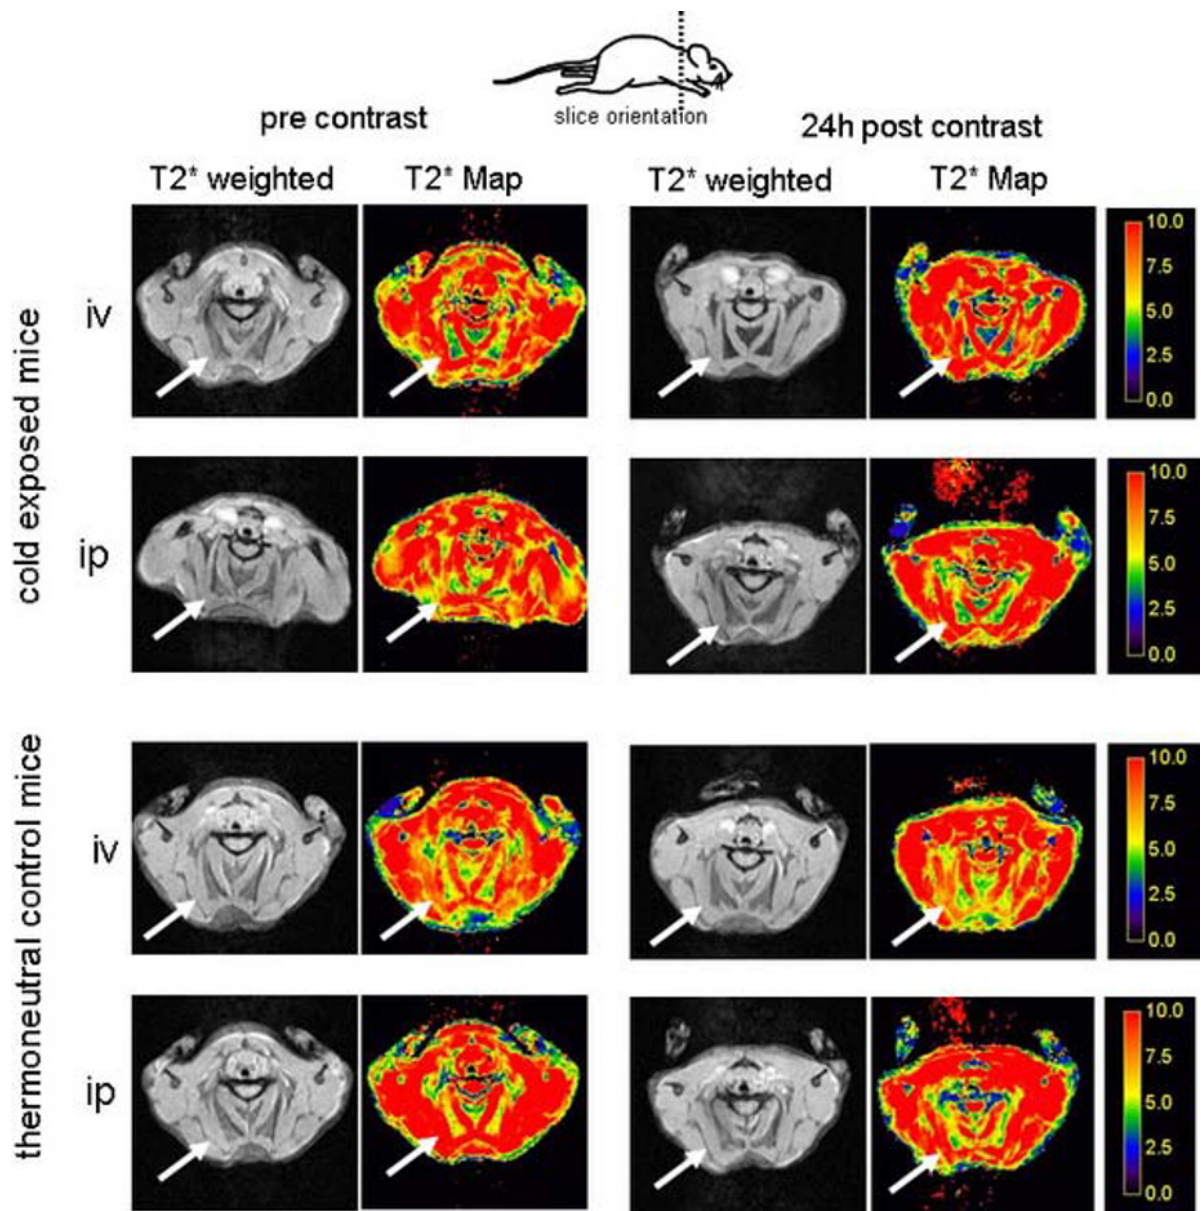 slice orientation
pre contrast
24h post contrast
T2* weighted
T2* Map
T2* weighted
T2* Map
cold exposed mice
iv
10.0
7.5
5.0
2.5
0.0
ip
10.0
7.5
5.0
2.5
0.0
thermoneutral control mice
iv
10.0
7.5
5.0
2.5
0.0
ip
10.0
7.5
5.0
2.5
0.0